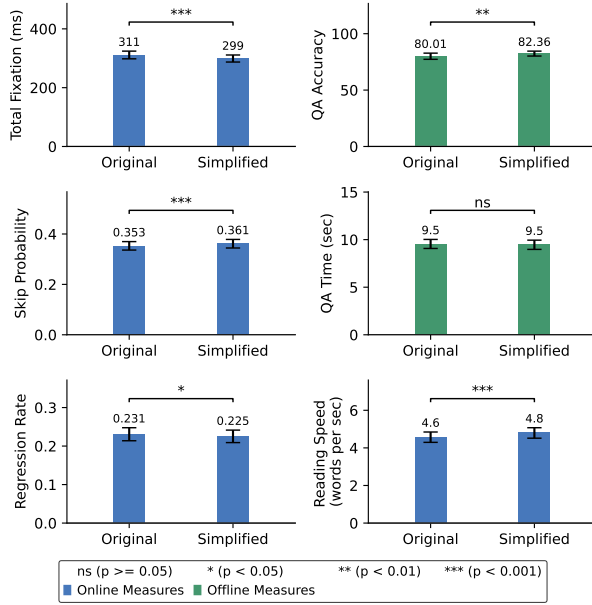 ***
Total Fixation (ms)
400
200
0
311
299
Original
Simplified
**
QA Accuracy
100
50
0
80.01
82.36
Original
Simplified
***
Skip Probability
0.4
0.2
0.0
0.353
0.361
Original
Simplified
ns
QA Time (sec)
15
10
5
0
9.5
9.5
Original
Simplified
*
Regression Rate
0.3
0.2
0.1
0.0
0.231
0.225
Original
Simplified
***
Reading Speed
(words per sec)
6
4
2
0
4.6
4.8
Original
Simplified
ns (p >= 0.05) * (p < 0.05) ** (p < 0.01) *** (p < 0.001)
Online Measures Offline Measures